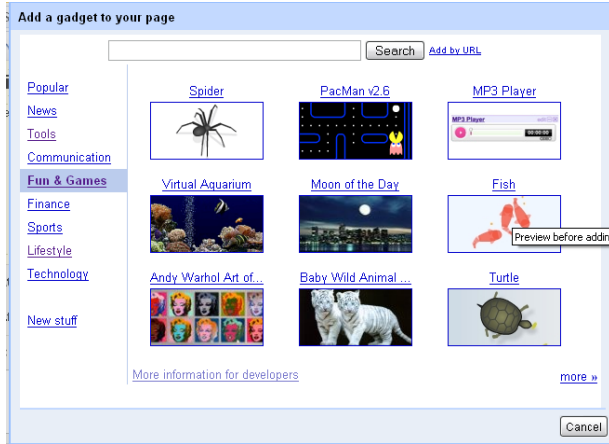 Add a gadget to your page
Search
Add by URL
Popular
News
Tools
Communication
Fun & Games
Finance
Sports
Lifestyle
Technology
New stuff
Spider
PacMan v2.6
MP3 Player
MP3 Player
00:00:00
Virtual Aquarium
Moon of the Day
Fish
Preview before addin
Andy Warhol Art of...
Baby Wild Animal ...
Turtle
More information for developers
more »
Cancel